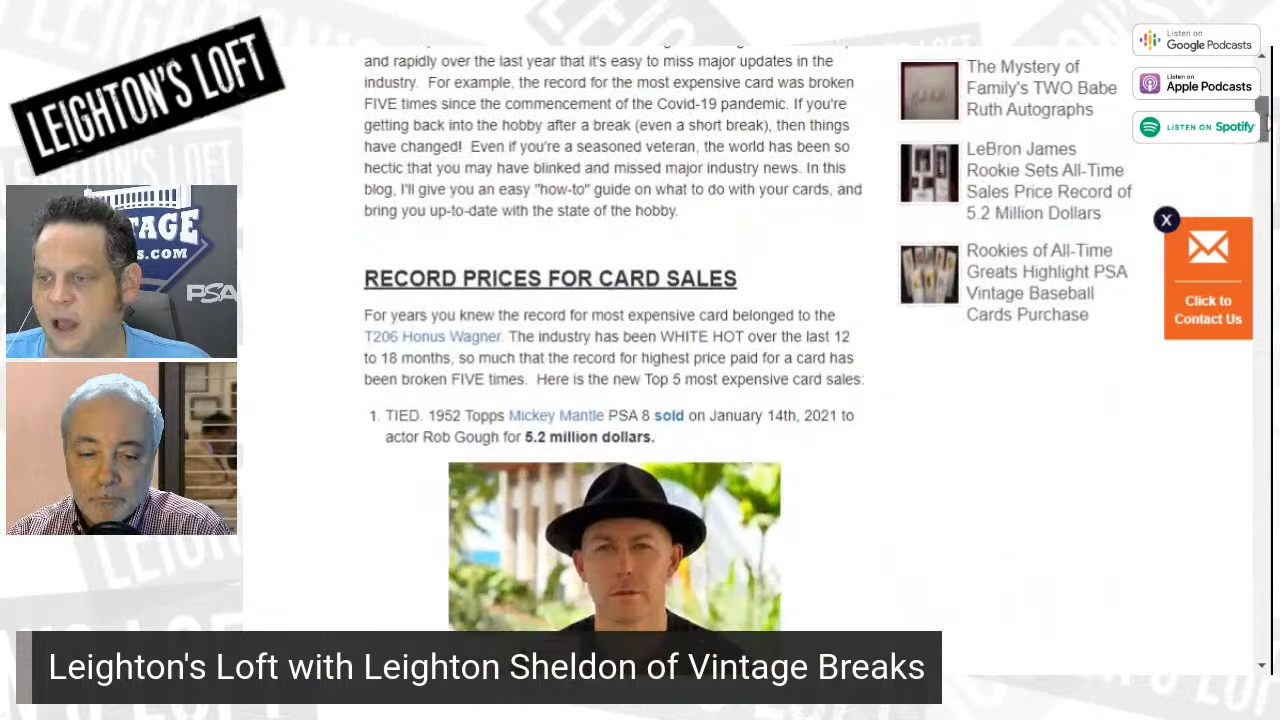 LEIGHTON'S LOFT
TAGE
S.COM
PSA
and rapidly over the last year that it's easy to miss major updates in the
industry. For example, the record for the most expensive card was broken
FIVE times since the commencement of the Covid-19 pandemic. If you're
getting back into the hobby after a break (even a short break), then things
have changed! Even if you're a seasoned veteran, the world has been so
hectic that you may have blinked and missed major industry news. In this
blog, I'll give you an easy "how-to" guide on what to do with your cards, and
bring you up-to-date with the state of the hobby.
RECORD PRICES FOR CARD SALES
For years you knew the record for most expensive card belonged to the
T206 Honus Wagner. The industry has been WHITE HOT over the last 12
to 18 months, so much that the record for highest price paid for a card has
been broken FIVE times. Here is the new Top 5 most expensive card sales:
1. TIED. 1952 Topps Mickey Mantle PSA 8 sold on January 14th, 2021 to
actor Rob Gough for 5.2 million dollars.
The Mystery of
Family's TWO Babe
Ruth Autographs
LeBron James
Rookie Sets All-Time
Sales Price Record of
5.2 Million Dollars
Rookies of All-Time
Greats Highlight PSA
Vintage Baseball
Cards Purchase
Listen on
Google Podcasts
Listen on
Apple Podcasts
LISTEN ON Spotify
X
Click to
Contact Us
Leighton's Loft with Leighton Sheldon of Vintage Breaks